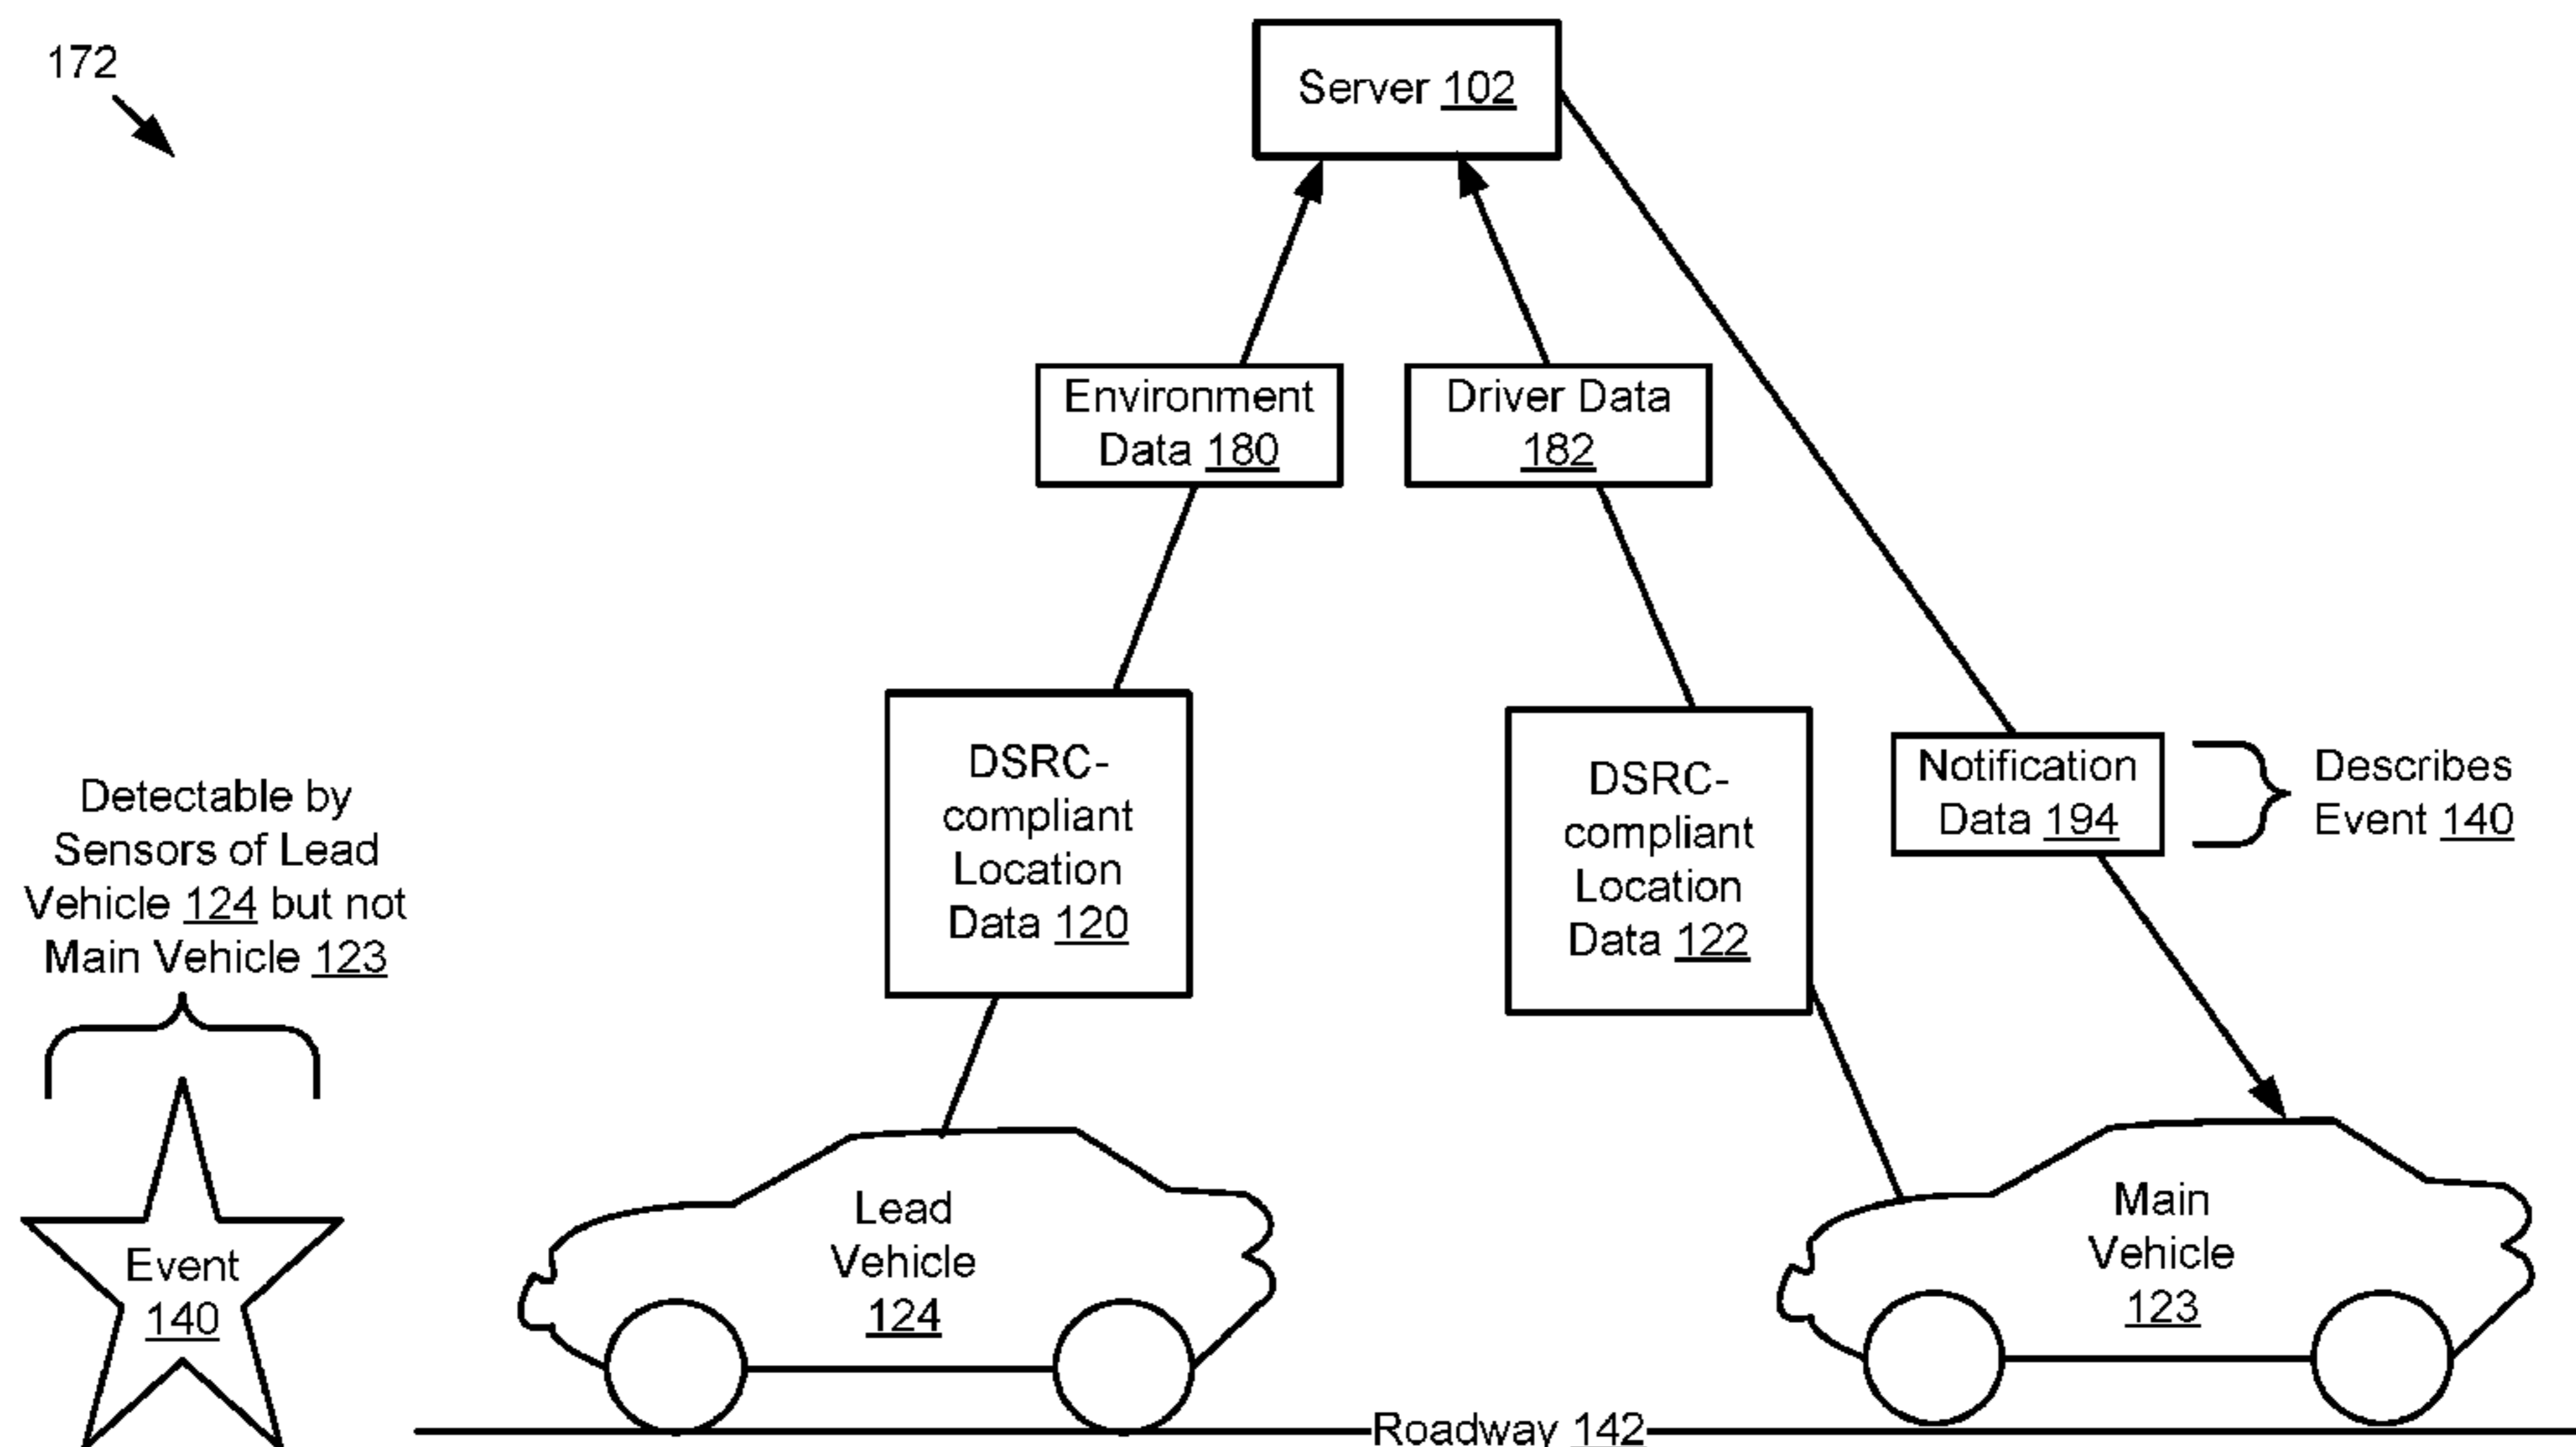 172
Server 102
Environment
Data 180
Driver Data
182
DSRC-
compliant
Location
Data 120
DSRC-
compliant
Location
Data 122
Notification
Data 194
Describes
Event 140
Detectable by
Sensors of Lead
Vehicle 124 but not
Main Vehicle 123
Event
140
Lead
Vehicle
124
Main
Vehicle
123
Roadway 142